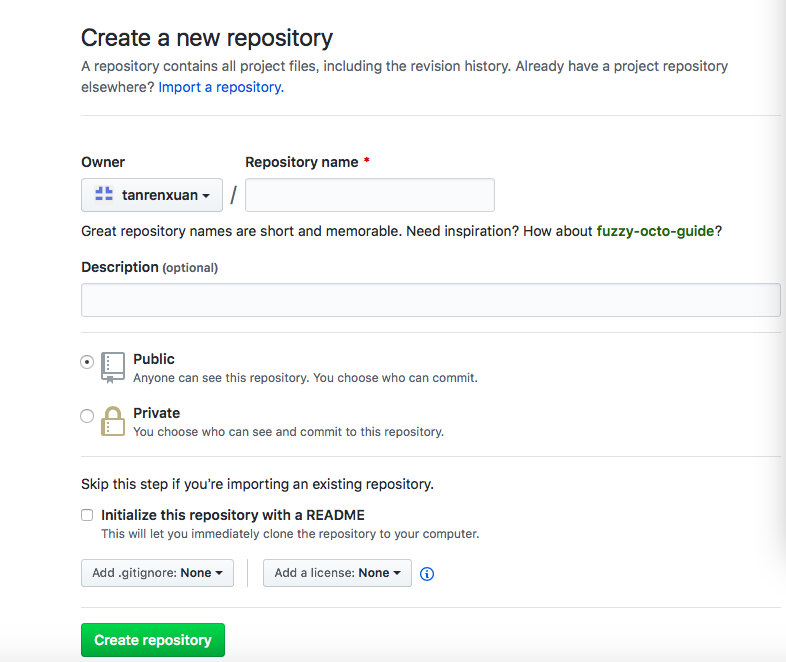 Create a new repository
A repository contains all project files, including the revision history. Already have a project repository
elsewhere? Import a repository.
Owner
Repository name *
tanrenxuan /
Great repository names are short and memorable. Need inspiration? How about fuzzy-octo-guide?
Description (optional)
Public
Anyone can see this repository. You choose who can commit.
Private
You choose who can see and commit to this repository.
Skip this step if you're importing an existing repository.
Initialize this repository with a README
This will let you immediately clone the repository to your computer.
Add .gitignore: None
Add a license: None
Create repository